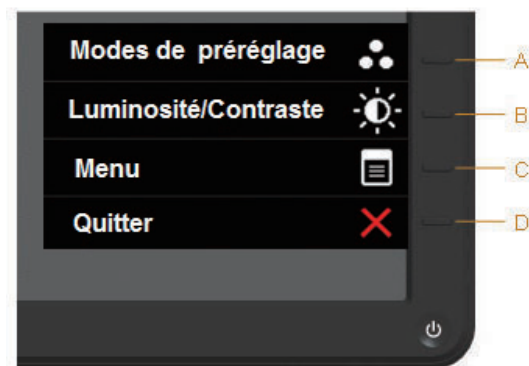 Modes de préréglage
A
Luminosité/Contraste
B
Menu
C
Quitter
D